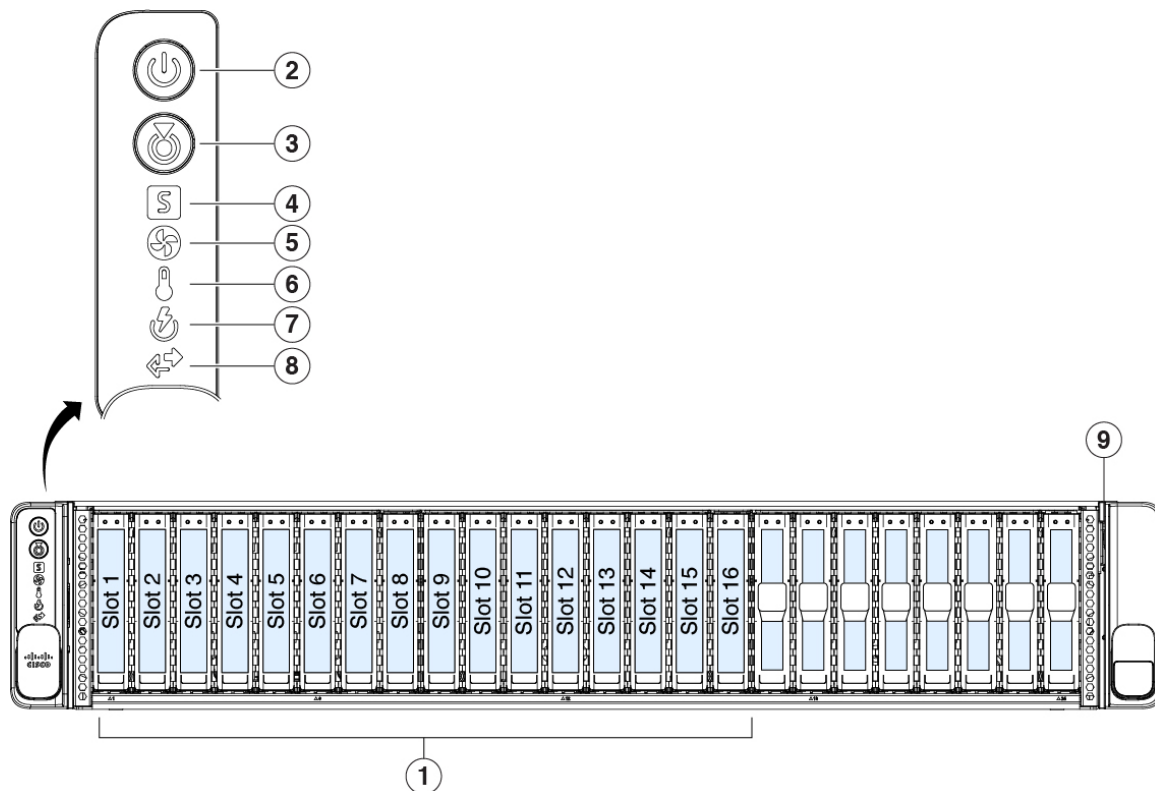 2
3
S
4
5
6
7
8
9
Slot 1
Slot 2
Slot 3
Slot 4
Slot 5
Slot 6
Slot 7
Slot 8
Slot 9
Slot 10
Slot 11
Slot 12
Slot 13
Slot 14
Slot 15
Slot 16
S
CISCO
1